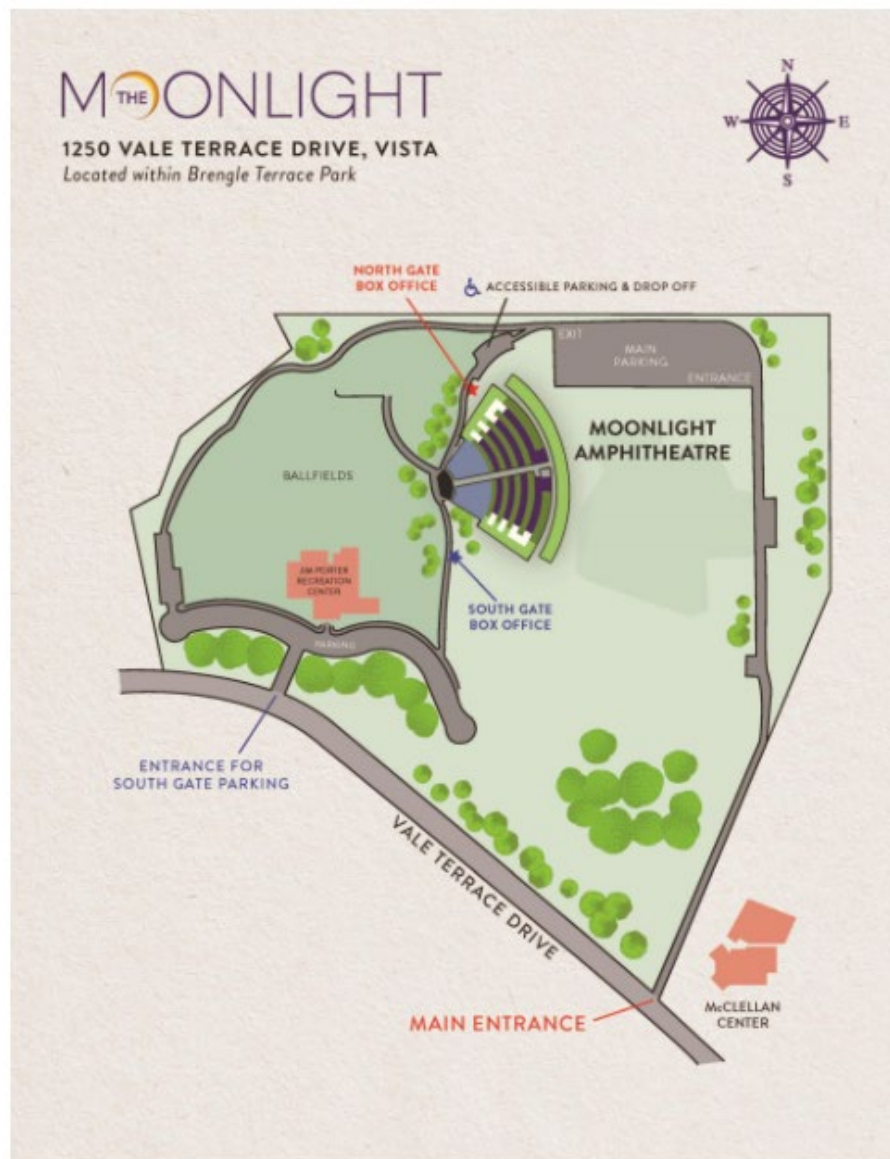 THE MOONLIGHT
1250 VALE TERRACE DRIVE, VISTA
Located within Brengle Terrace Park
N
W E
S
NORTH GATE
BOX OFFICE
ACCESSIBLE PARKING & DROP OFF
EXIT
MAIN
PARKING
ENTRANCE
MOONLIGHT
AMPHITHEATRE
BALLFIELDS
JIM PORTER
RECREATION
CENTER
SOUTH GATE
BOX OFFICE
PARKING
ENTRANCE FOR
SOUTH GATE PARKING
VALE TERRACE DRIVE
MAIN ENTRANCE
McCLELLAN
CENTER